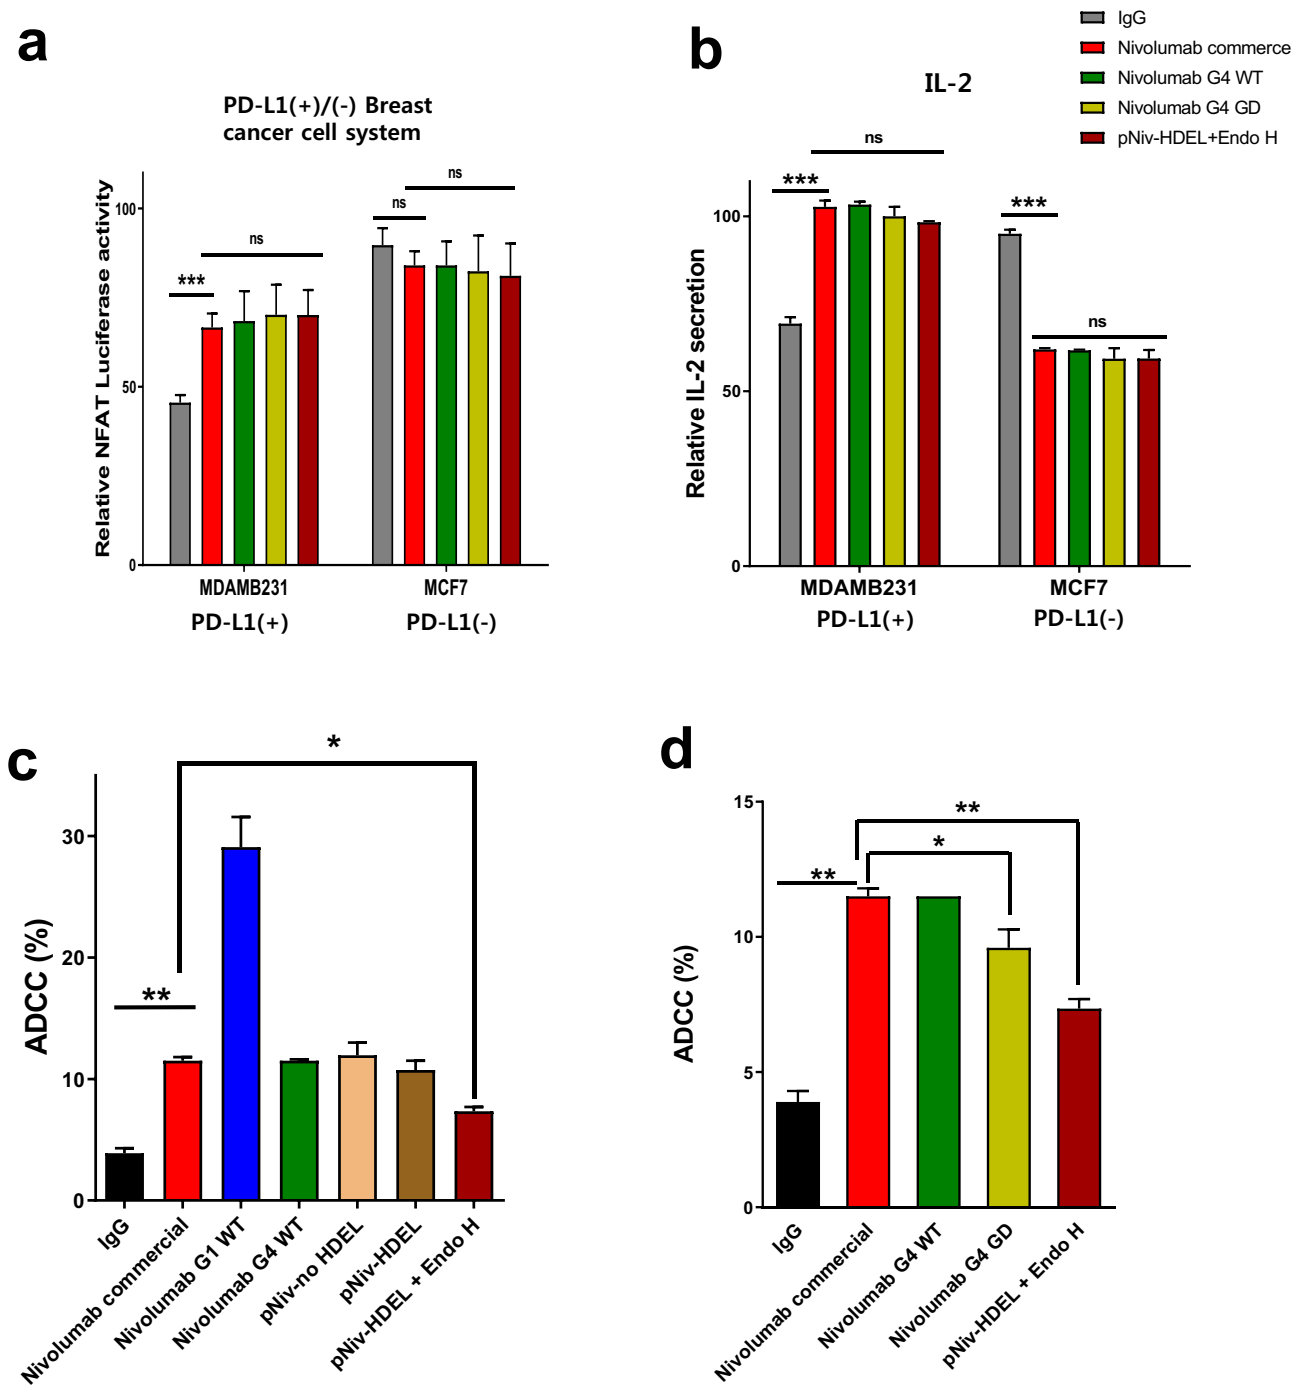 a
PD-L1(+)/(-) Breast
cancer cell system
Relative NFAT Luciferase activity
100
50
0
***
ns
ns
ns
MDAMB231
MCF7
PD-L1(+)
PD-L1(-)
b
IL-2
IgG
Nivolumab commerce
Nivolumab G4 WT
Nivolumab G4 GD
pNiv-HDEL+Endo H
Relative IL-2 secretion
100
50
0
***
ns
***
ns
MDAMB231
MCF7
PD-L1(+)
PD-L1(-)
c
ADCC (%)
30
20
10
0
**
*
IgG
Nivolumab commercial
Nivolumab G1 WT
Nivolumab G4 WT
pNiv-no HDEL
pNiv-HDEL
pNiv-HDEL + Endo H
d
ADCC (%)
15
10
5
0
**
*
**
IgG
Nivolumab commercial
Nivolumab G4 WT
Nivolumab G4 GD
pNiv-HDEL + Endo H